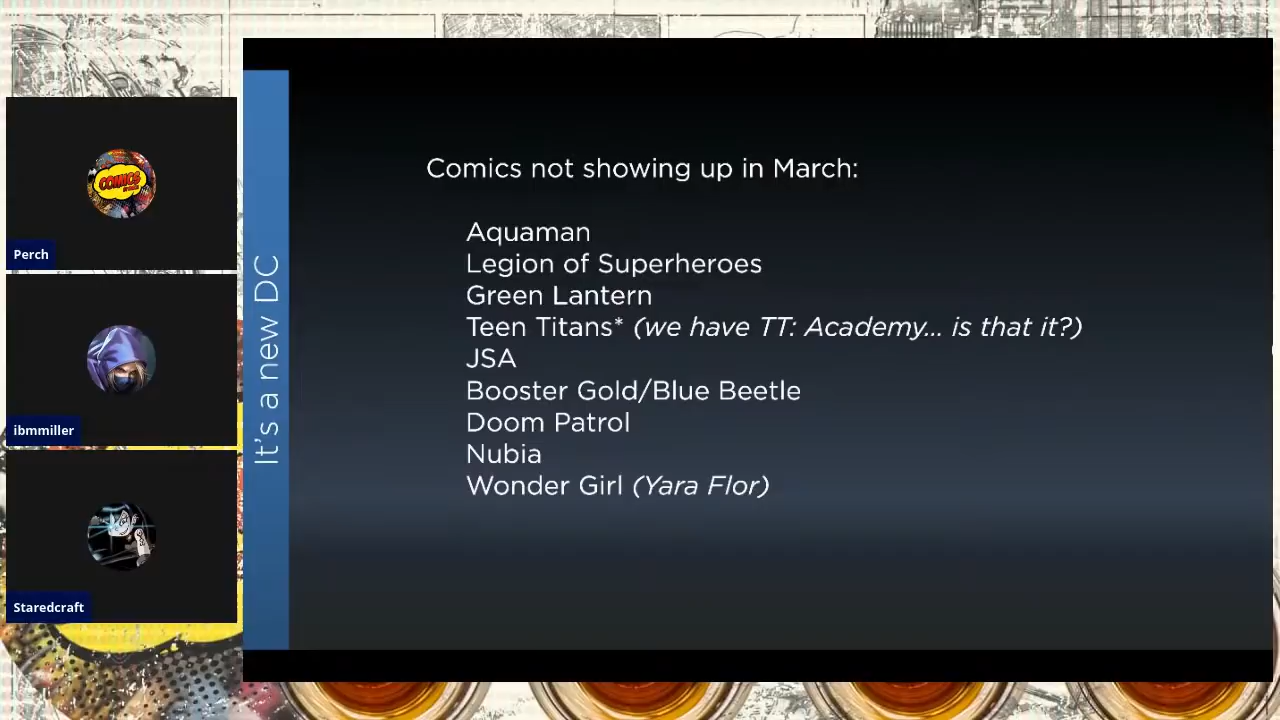 COMICS
Perch
ibmmiller
Staredcraft
It's a new DC
Comics not showing up in March:
Aquaman
Legion of Superheroes
Green Lantern
Teen Titans* (we have TT: Academy... is that it?)
JSA
Booster Gold/Blue Beetle
Doom Patrol
Nubia
Wonder Girl (Yara Flor)